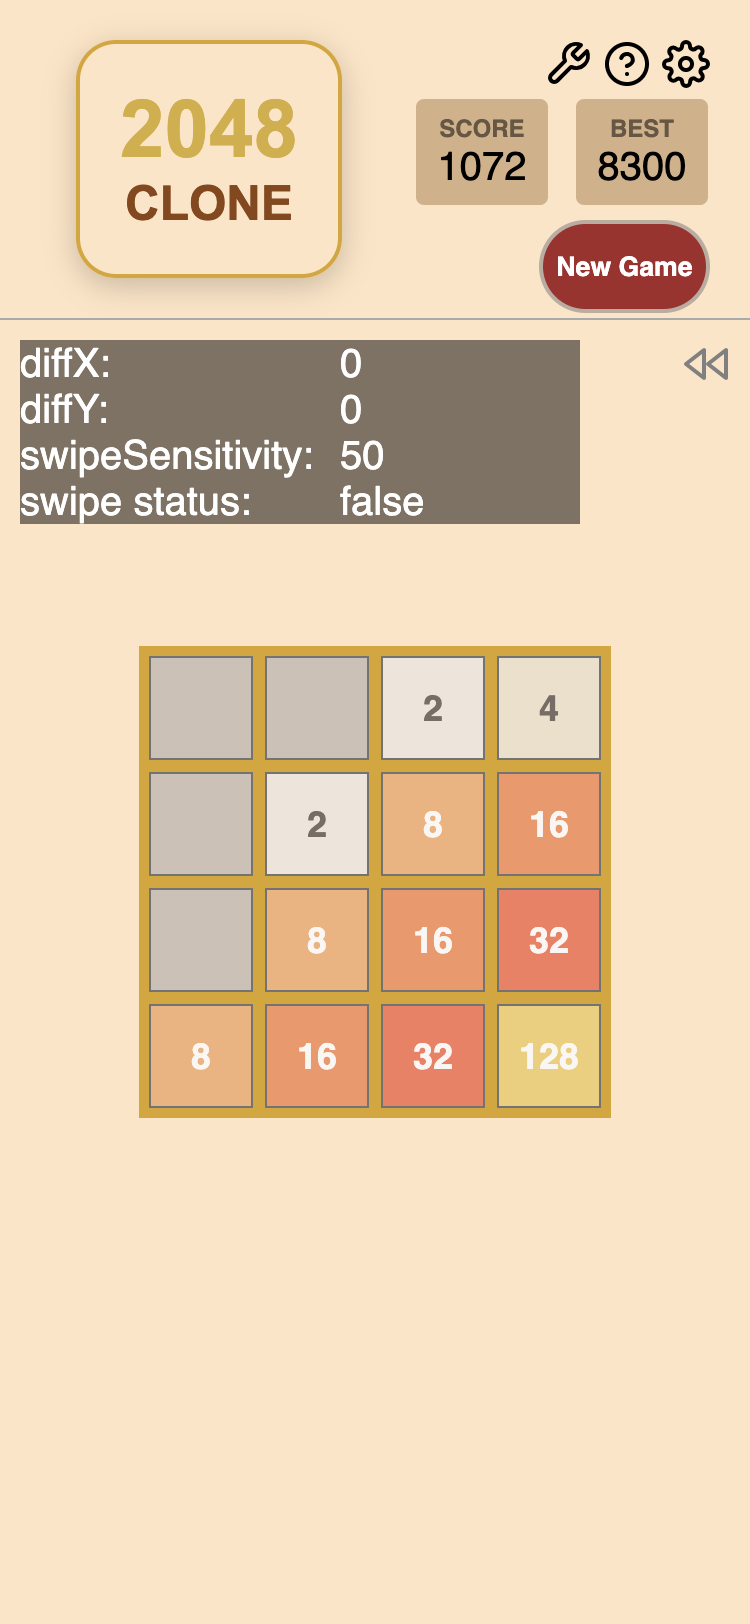 2048
CLONE
SCORE
1072
BEST
8300
New Game
diffX: 0
diffY: 0
swipeSensitivity: 50
swipe status: false
2 4
2 8 16
8 16 32
8 16 32 128